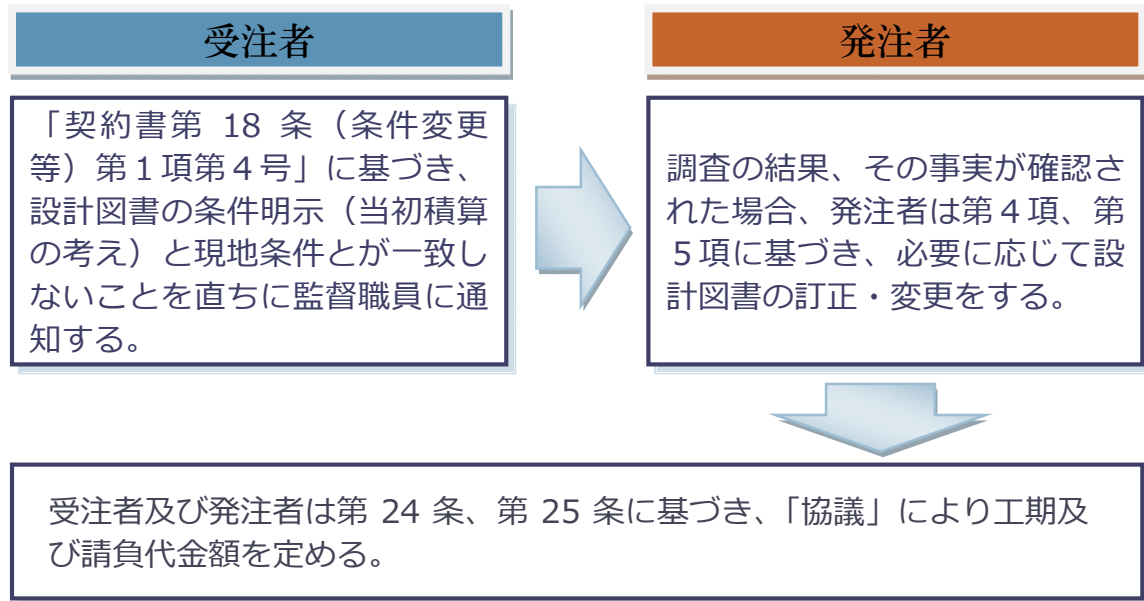 受注者
「契約書第 18 条（条件変更
等）第１項第４号」に基づき、
設計図書の条件明示（当初積算
の考え）と現地条件とが一致し
ないことを直ちに監督職員に通
知する。
発注者
調査の結果、その事実が確認さ
れた場合、発注者は第４項、第
５項に基づき、必要に応じて設
計図書の訂正・変更をする。
受注者及び発注者は第 24 条、第 25 条に基づき、「協議」により工期及
び請負代金額を定める。